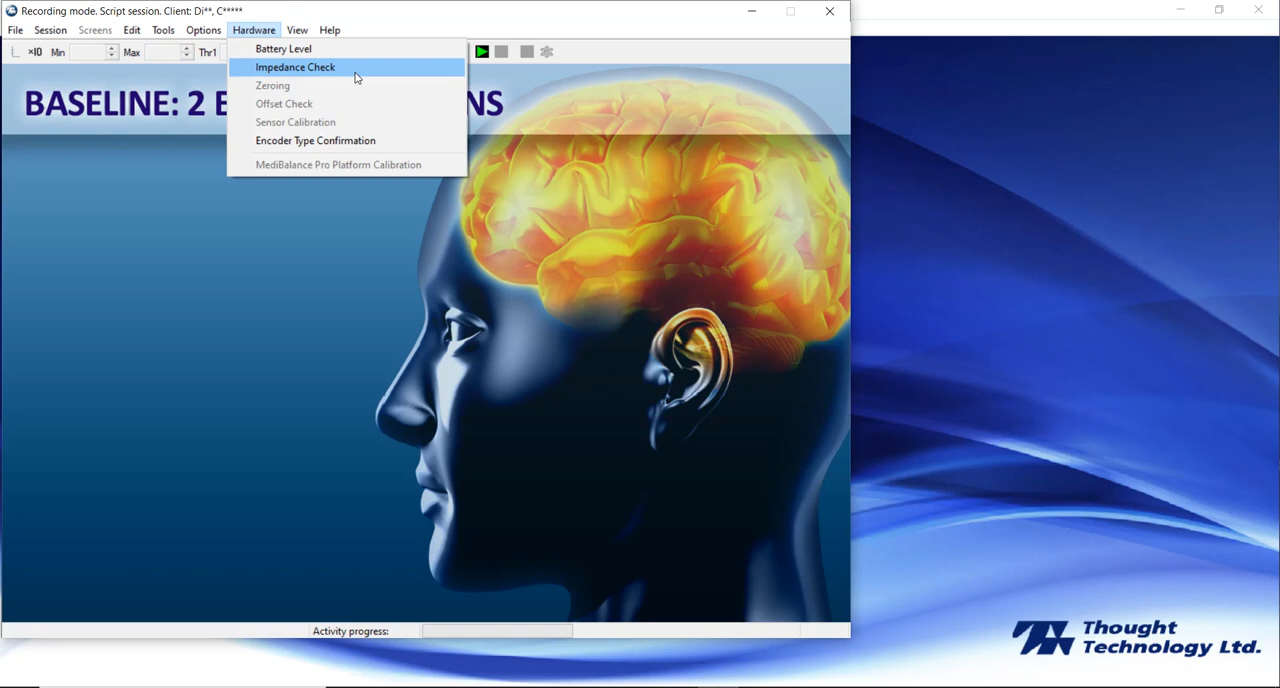 Recording mode. Script session. Client: Di**, C*****
File Session Screens Edit Tools Options Hardware View Help
×10 Min Max Thr1
Battery Level
Impedance Check
Zeroing
Offset Check
Sensor Calibration
Encoder Type Confirmation
MediBalance Pro Platform Calibration
BASELINE: 2 E NS
Activity progress:
Thought
Technology Ltd.